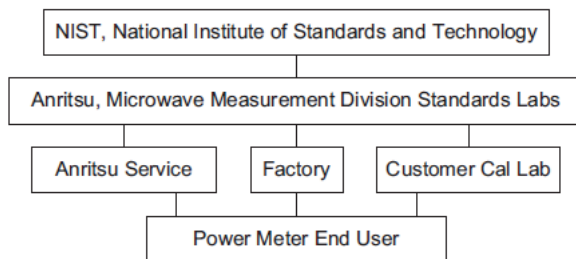 NIST, National Institute of Standards and Technology
Anritsu, Microwave Measurement Division Standards Labs
Anritsu Service
Factory
Customer Cal Lab
Power Meter End User